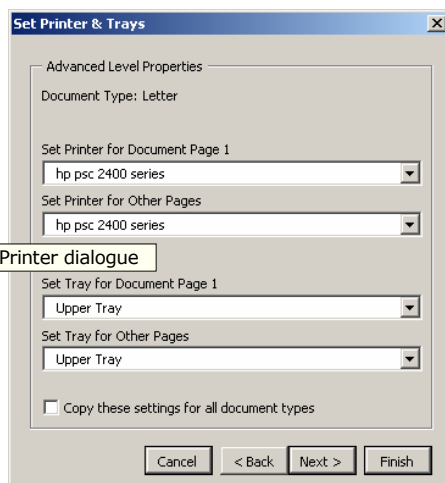 Set Printer & Trays
Advanced Level Properties
Document Type: Letter
Set Printer for Document Page 1
hp psc 2400 series
Set Printer for Other Pages
hp psc 2400 series
Printer dialogue
Set Tray for Document Page 1
Upper Tray
Set Tray for Other Pages
Upper Tray
Copy these settings for all document types
Cancel < Back Next > Finish